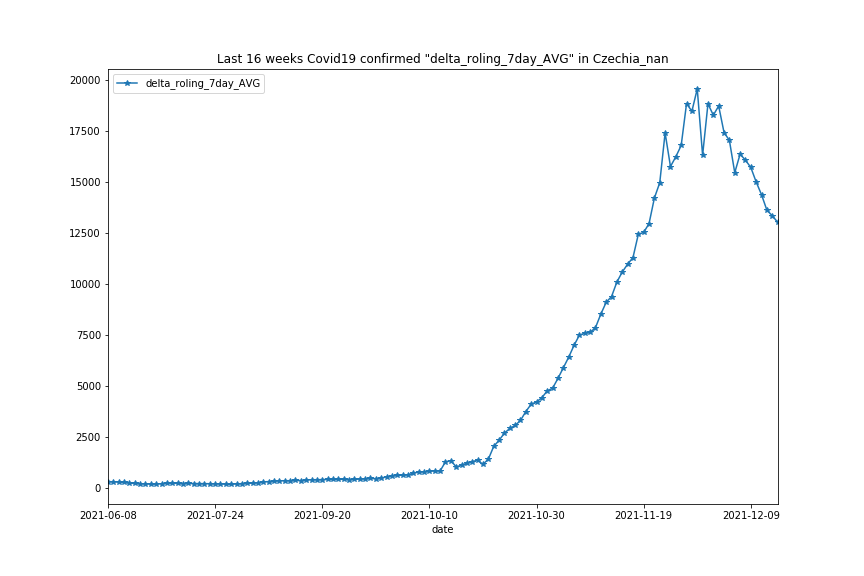 Last 16 weeks Covid19 confirmed "delta_roling_7day_AVG" in Czechia_nan
delta_roling_7day_AVG
20000
17500
15000
12500
10000
7500
5000
2500
0
2021-06-08 2021-07-24 2021-09-20 2021-10-10 2021-10-30 2021-11-19 2021-12-09
date